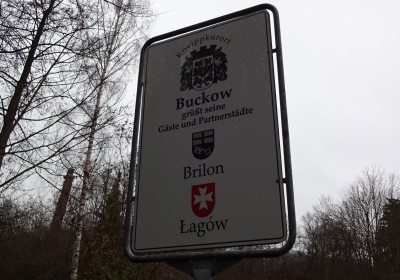 Kneippkurort
Buckow
grüßt seine
Gäste und Partnerstädte
Brilon
Łagów